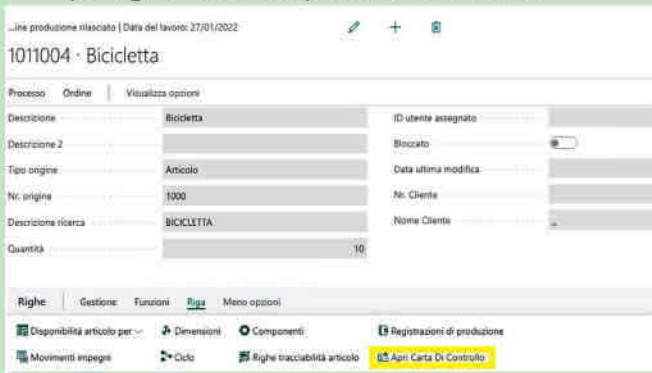 ...ine produzione rilasciato | Data del lavoro: 27/01/2022
1011004 · Bicicletta
Processo Ordine | Visualizza opzioni
Descrizione Bicicletta ID utente assegnato
Descrizione 2 Bloccato
Tipo origine Articolo Data ultima modifica
Nr. origine 1000 Nr. Cliente
Descrizione ricerca BICICLETTA Nome Cliente
Quantità 10
Righe | Gestione Funzioni Riga Meno opzioni
Disponibilità articolo per Dimensioni Componenti Registrazioni di produzione
Movimenti impegni Ciclo Righe tracciabilità articolo Apri Carta Di Controllo